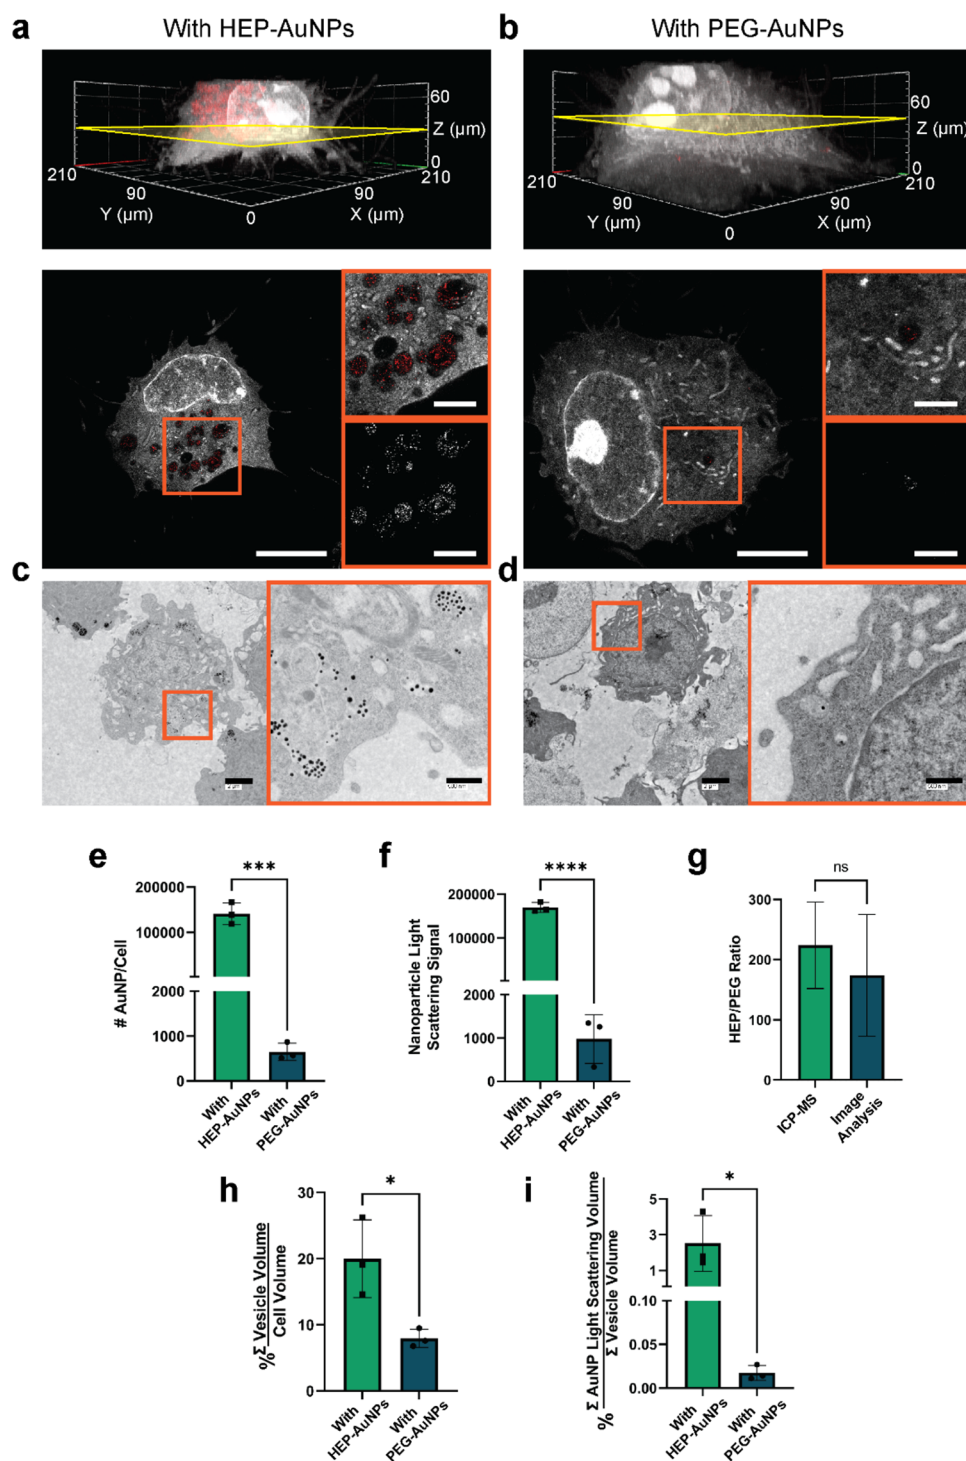 a With HEP-AuNPs b With PEG-AuNPs
60
Z (µm)
0
210
90
Y (µm)
0
90
X (µm)
210
60
Z (µm)
0
210
90
Y (µm)
0
90
X (µm)
210
c
d
2 µm
e
# AuNP/Cell
200000
100000
2000
1000
0
***
With
HEP-AuNPs
With
PEG-AuNPs
f
Nanoparticle Light
Scattering Signal
200000
100000
2000
1000
0
****
With
HEP-AuNPs
With
PEG-AuNPs
g
HEP/PEG Ratio
300
200
100
0
ns
ICP-MS
Image
Analysis
h
% Σ Vesicle Volume
Cell Volume
30
20
10
0
*
With
HEP-AuNPs
With
PEG-AuNPs
i
% Σ AuNP Light Scattering Volume
Σ Vesicle Volume
5
3
1
0.10
0.05
0.00
*
With
HEP-AuNPs
With
PEG-AuNPs